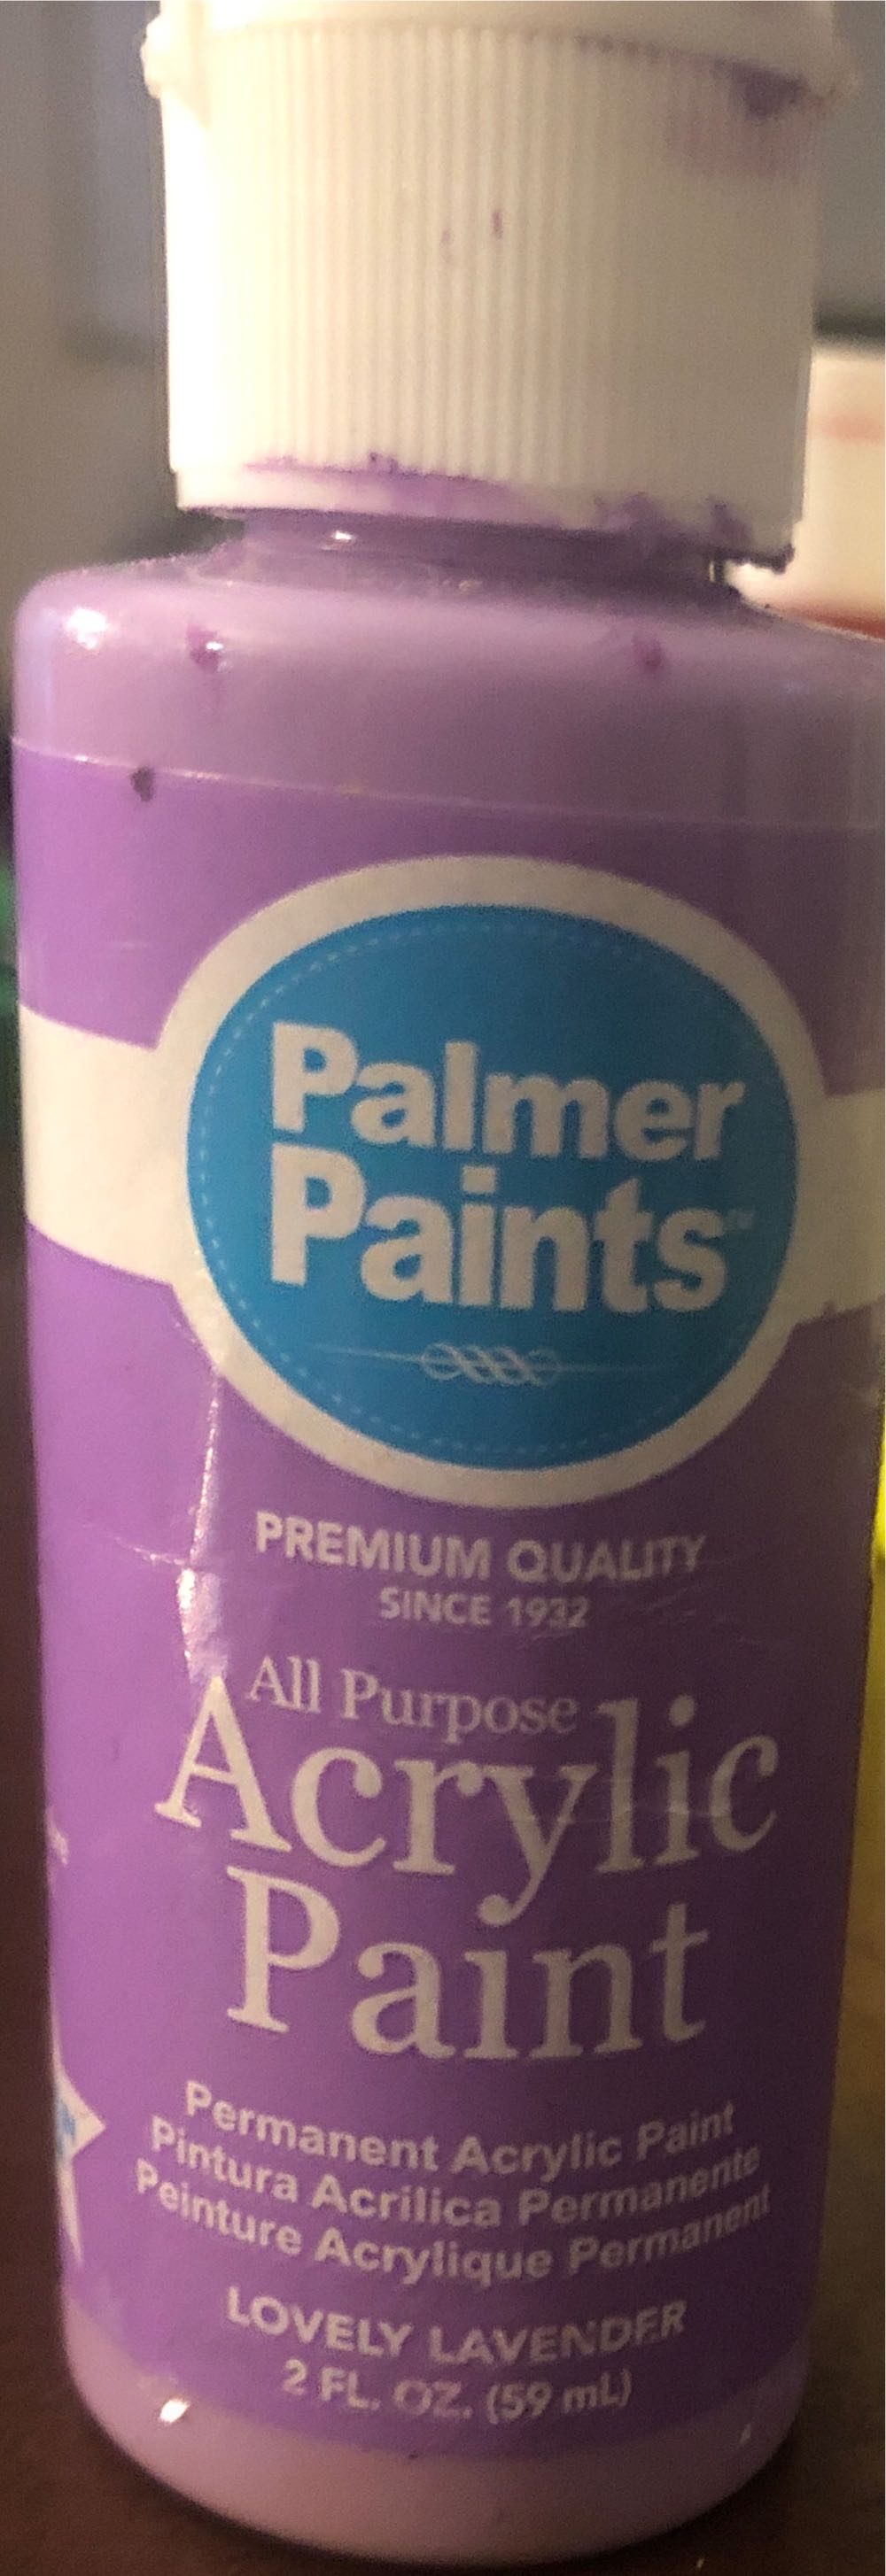 Palmer
Paints™
PREMIUM QUALITY
SINCE 1932
All Purpose
Acrylic
Paint
Permanent Acrylic Paint
Pintura Acrilica Permanente
Peinture Acrylique Permanent
LOVELY LAVENDER
2 FL. OZ. (59 mL)